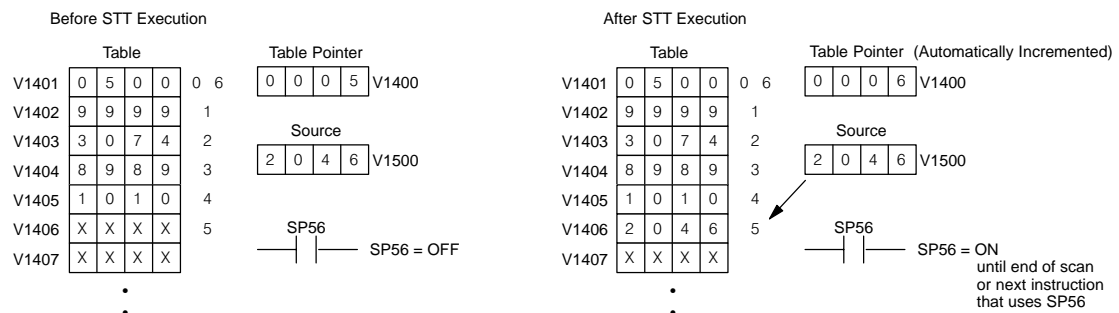 Before STT Execution
Table
Table Pointer
V1401 0 5 0 0 0 6
0 0 0 5 V1400
V1402 9 9 9 9 1
V1403 3 0 7 4 2
Source
2 0 4 6 V1500
V1404 8 9 8 9 3
V1405 1 0 1 0 4
V1406 X X X X 5
SP56
SP56 = OFF
V1407 X X X X
After STT Execution
Table
Table Pointer (Automatically Incremented)
V1401 0 5 0 0 0 6
0 0 0 6 V1400
V1402 9 9 9 9 1
V1403 3 0 7 4 2
Source
2 0 4 6 V1500
V1404 8 9 8 9 3
V1405 1 0 1 0 4
V1406 2 0 4 6 5
SP56
SP56 = ON
until end of scan
or next instruction
that uses SP56
V1407 X X X X